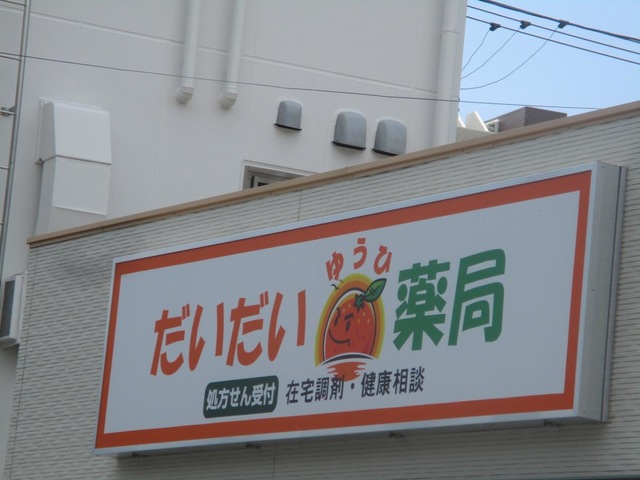 ゆうひ
だいだい薬局
処方せん受付 在宅調剤・健康相談